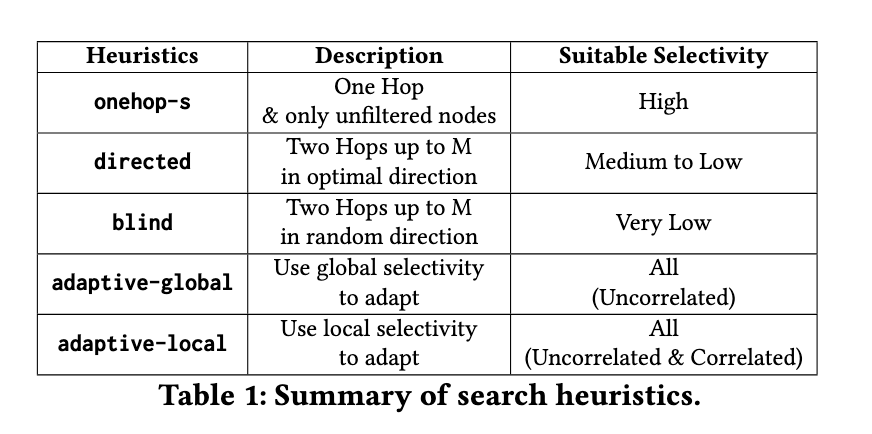 Heuristics Description Suitable Selectivity
onehop-s One Hop
& only unfiltered nodes High
directed Two Hops up to M
in optimal direction Medium to Low
blind Two Hops up to M
in random direction Very Low
adaptive-global Use global selectivity
to adapt All
(Uncorrelated)
adaptive-local Use local selectivity
to adapt All
(Uncorrelated & Correlated)
Table 1: Summary of search heuristics.